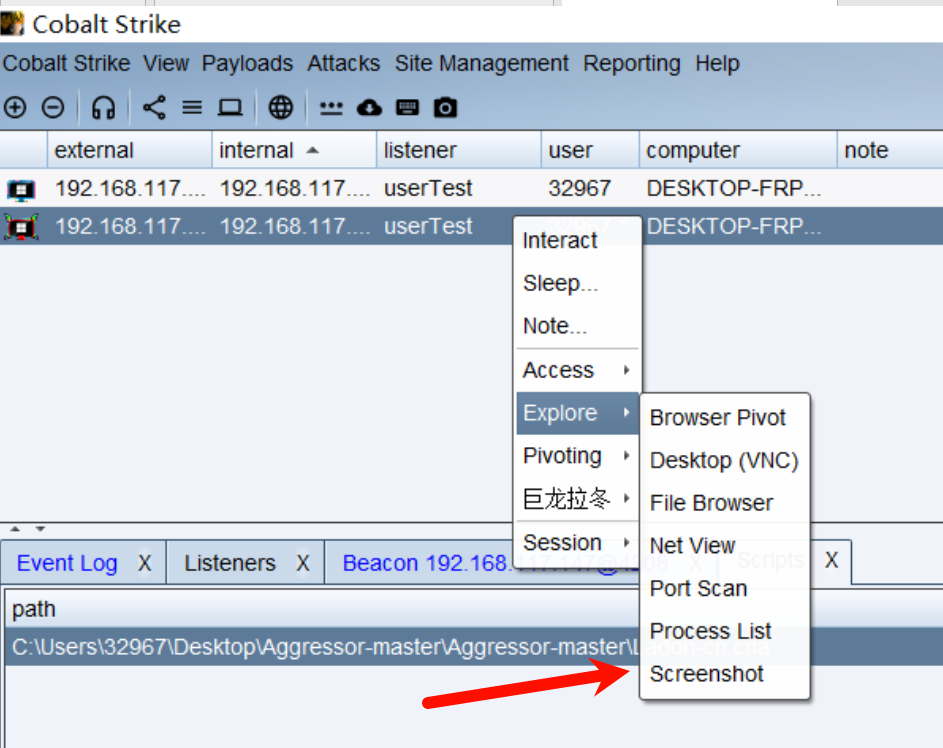 Cobalt Strike
Cobalt Strike View Payloads Attacks Site Management Reporting Help
external internal listener user computer note
192.168.117.... 192.168.117.... userTest 32967 DESKTOP-FRP...
192.168.117.... 192.168.117.... userTest DESKTOP-FRP...
Interact
Sleep...
Note...
Access
Explore
Pivoting
巨龙拉冬
Session
Browser Pivot
Desktop (VNC)
File Browser
Net View
Port Scan
Process List
Screenshot
Event Log X Listeners X Beacon 192.168. X Scripts X
path
C:\Users\32967\Desktop\Aggressor-master\Aggressor-master\